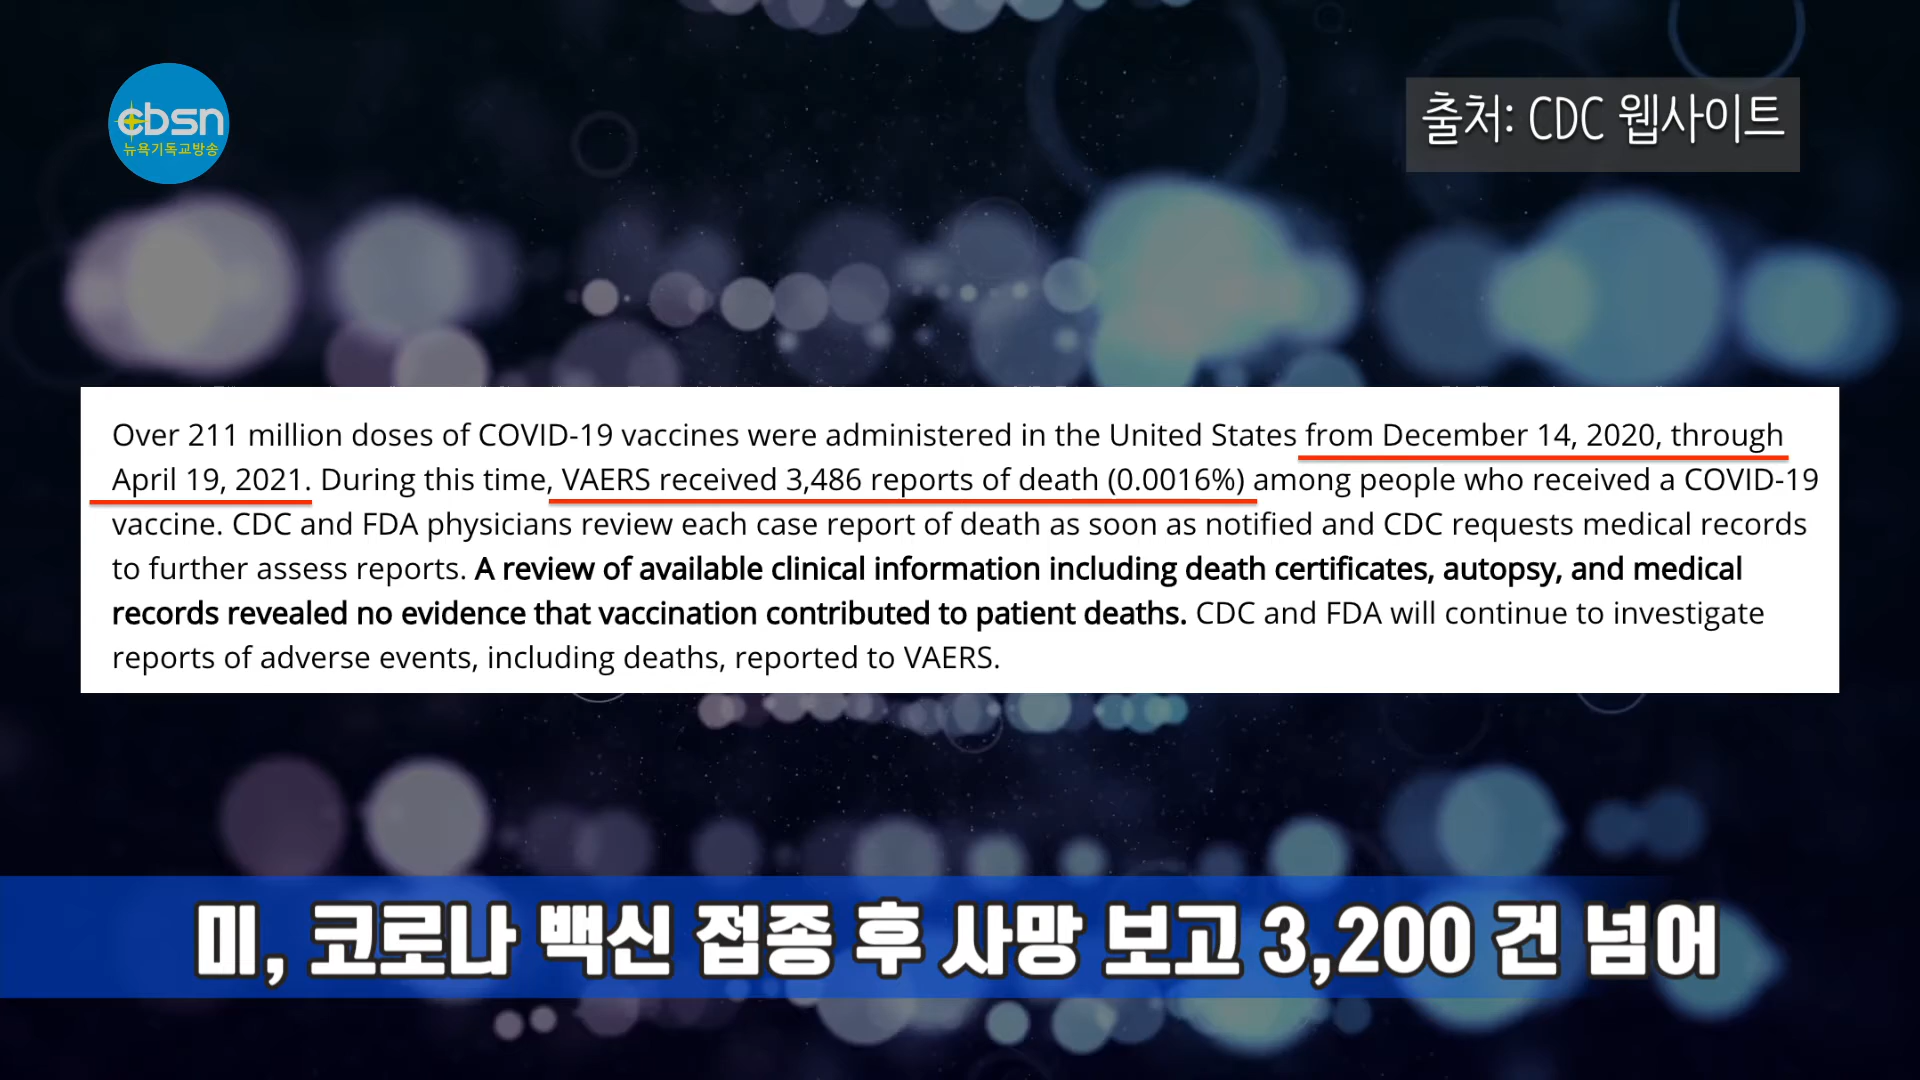 cbsn
뉴욕기독교방송
출처: CDC 웹사이트
Over 211 million doses of COVID-19 vaccines were administered in the United States from December 14, 2020, through
April 19, 2021. During this time, VAERS received 3,486 reports of death (0.0016%) among people who received a COVID-19
vaccine. CDC and FDA physicians review each case report of death as soon as notified and CDC requests medical records
to further assess reports. A review of available clinical information including death certificates, autopsy, and medical
records revealed no evidence that vaccination contributed to patient deaths. CDC and FDA will continue to investigate
reports of adverse events, including deaths, reported to VAERS.
미, 코로나 백신 접종 후 사망 보고 3,200 건 넘어